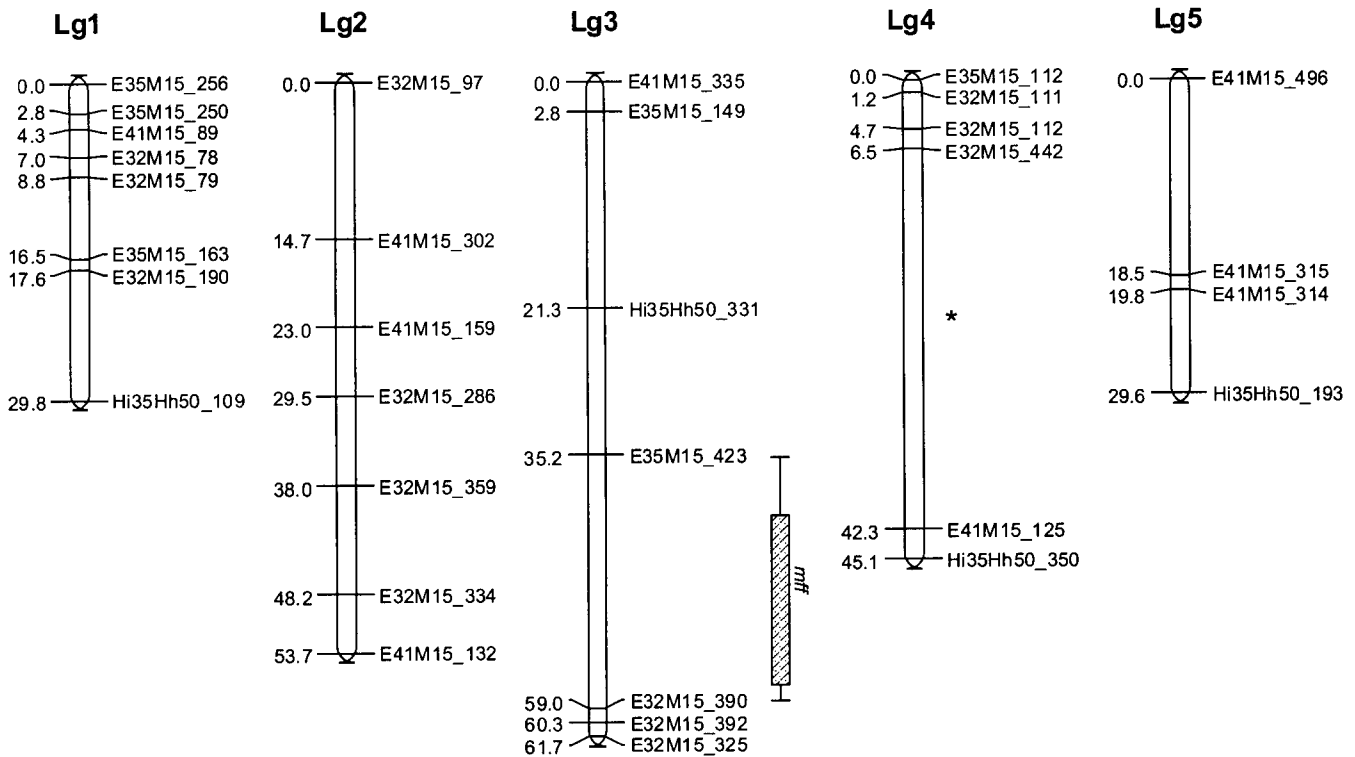 Lg1
0.0 E35M15_256
2.8 E35M15_250
4.3 E41M15_89
7.0 E32M15_78
8.8 E32M15_79
16.5 E35M15_163
17.6 E32M15_190
29.8 Hi35Hh50_109
Lg2
0.0 E32M15_97
14.7 E41M15_302
23.0 E41M15_159
29.5 E32M15_286
38.0 E32M15_359
48.2 E32M15_334
53.7 E41M15_132
Lg3
0.0 E41M15_335
2.8 E35M15_149
21.3 Hi35Hh50_331
35.2 E35M15_423
59.0 E32M15_390
60.3 E32M15_392
61.7 E32M15_325
mff
Lg4
0.0 E35M15_112
1.2 E32M15_111
4.7 E32M15_112
6.5 E32M15_442
*
42.3 E41M15_125
45.1 Hi35Hh50_350
Lg5
0.0 E41M15_496
18.5 E41M15_315
19.8 E41M15_314
29.6 Hi35Hh50_193